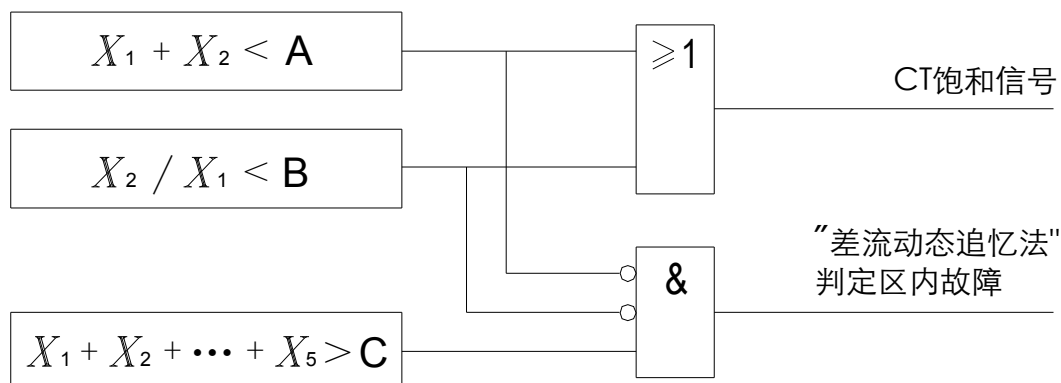 X₁ + X₂ < A
≥1
CT饱和信号
X₂ / X₁ < B
"差流动态追忆法"
判定区内故障
&
X₁ + X₂ + ··· + X₅ > C